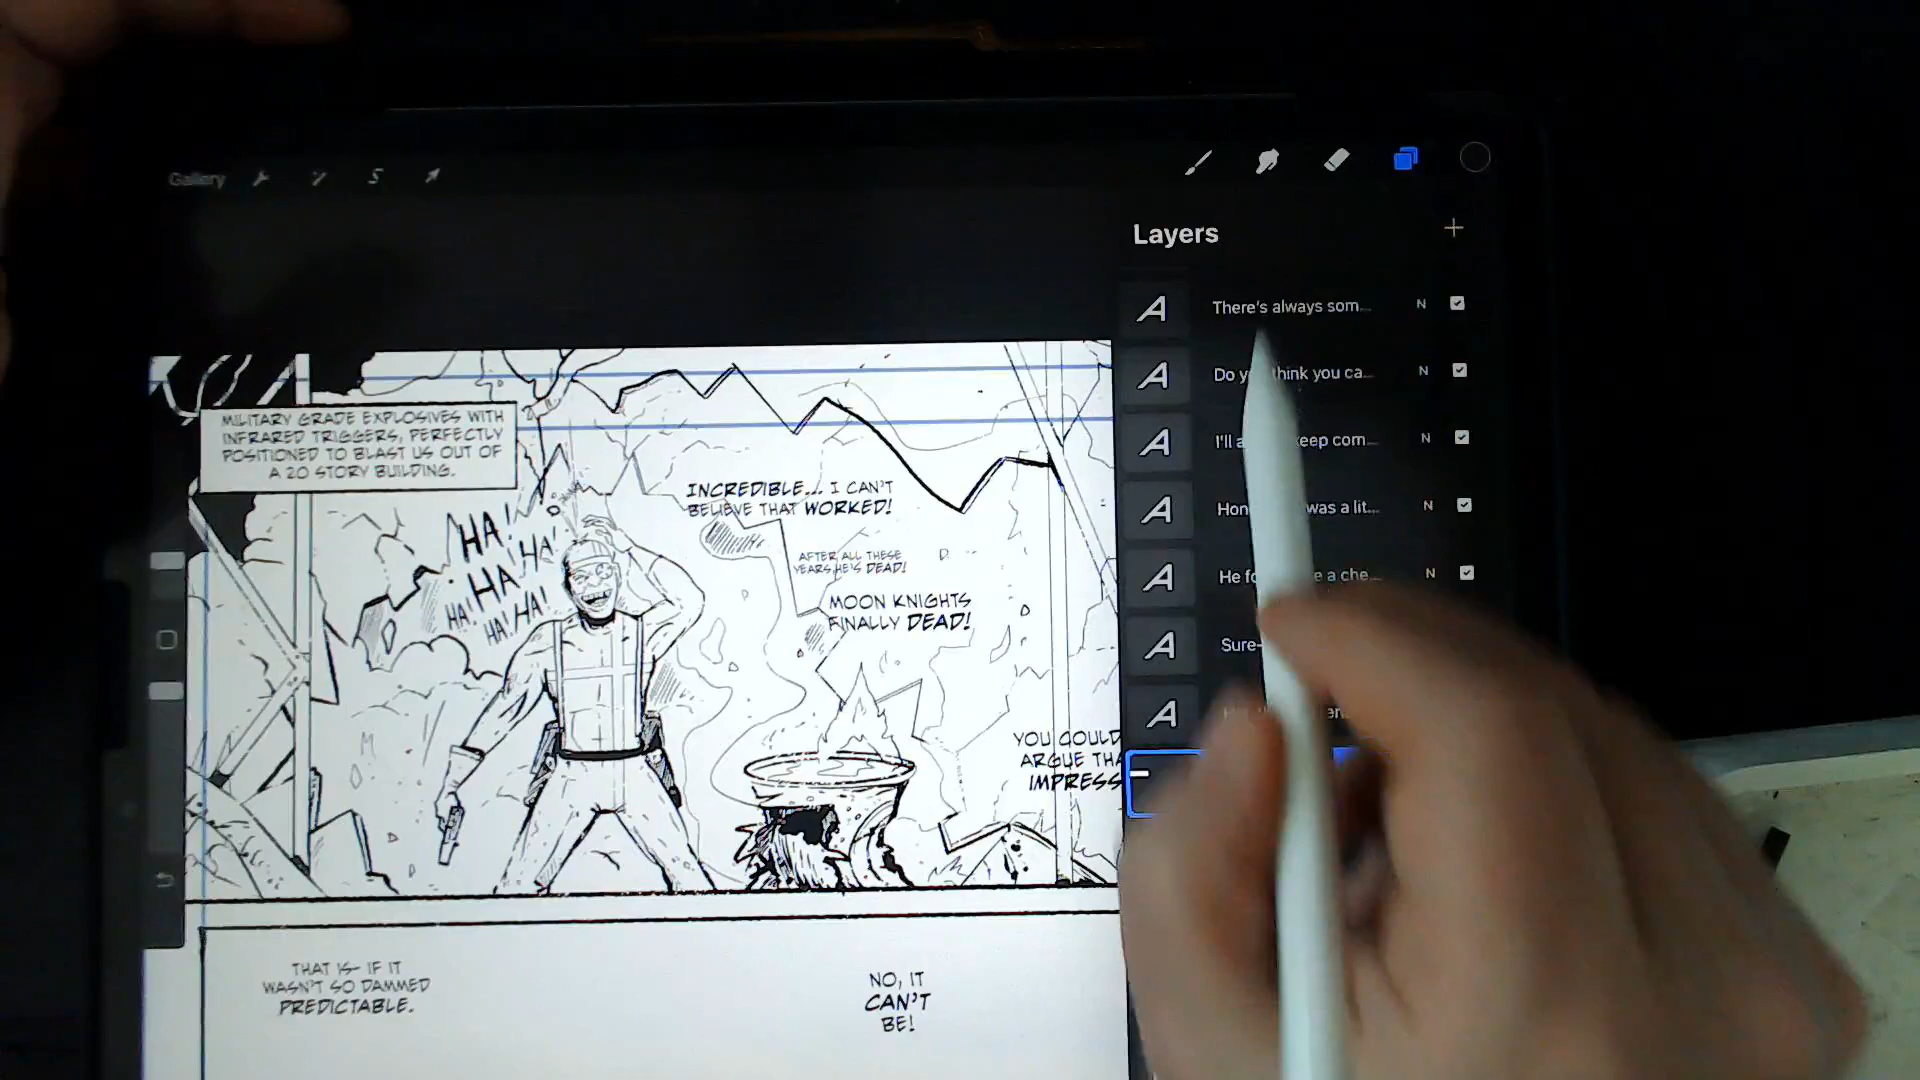 Gallery
Layers
There's always som...
Do you think you ca...
I'll a keep com...
Hon was a lit...
He fo e a che...
Sure-
MILITARY GRADE EXPLOSIVES WITH
INFRARED TRIGGERS, PERFECTLY
POSITIONED TO BLAST US OUT OF
A 20 STORY BUILDING.
INCREDIBLE... I CAN'T
BELIEVE THAT WORKED!
HA!
HA!
HA
HA!
HA!
HA!
AFTER ALL THESE
YEARS HE'S DEAD!
MOON KNIGHTS
FINALLY DEAD!
YOU COULD
ARGUE THA
IMPRESS
THAT IS- IF IT
WASN'T SO DAMMED
PREDICTABLE.
NO, IT
CAN'T
BE!